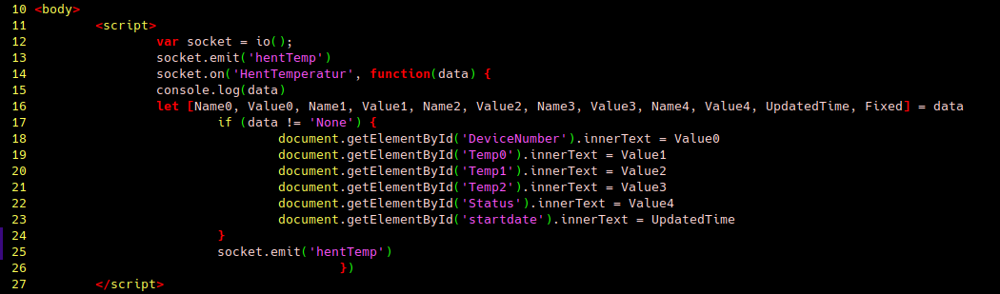 10 <body>
11         <script>
12                 var socket = io();
13                 socket.emit('hentTemp')
14                 socket.on('HentTemperatur', function(data) {
15                 console.log(data)
16                 let [Name0, Value0, Name1, Value1, Name2, Value2, Name3, Value3, Name4, Value4, UpdatedTime, Fixed] = data
17                         if (data != 'None') {
18                                 document.getElementById('DeviceNumber').innerText = Value0
19                                 document.getElementById('Temp0').innerText = Value1
20                                 document.getElementById('Temp1').innerText = Value2
21                                 document.getElementById('Temp2').innerText = Value3
22                                 document.getElementById('Status').innerText = Value4
23                                 document.getElementById('startdate').innerText = UpdatedTime
24                         }
25                         socket.emit('hentTemp')
26                                         })
27         </script>